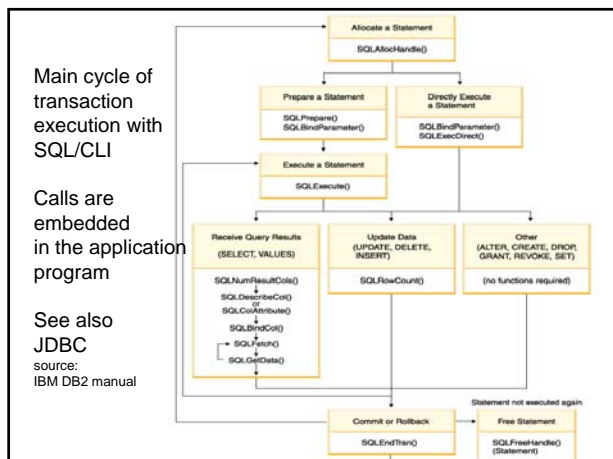 Main cycle of
transaction
execution with
SQL/CLI
Calls are
embedded
in the application
program
See also
JDBC
source:
IBM DB2 manual
Allocate a Statement
SQLAllocHandle()
Prepare a Statement
SQLPrepare()
SQLBindParameter()
Directly Execute
a Statement
SQLBindParameter()
SQLExecDirect()
Execute a Statement
SQLExecute()
Receive Query Results
(SELECT, VALUES)
SQLNumResultCols()
SQLDescribeCol()
or
SQLColAttribute()
SQLBindCol()
SQLFetch()
SQLGetData()
Update Data
(UPDATE, DELETE,
INSERT)
SQLRowCount()
Other
(ALTER, CREATE, DROP,
GRANT, REVOKE, SET)
(no functions required)
Statement not executed again
Commit or Rollback
SQLEndTran()
Free Statement
SQLFreeHandle()
(Statement)